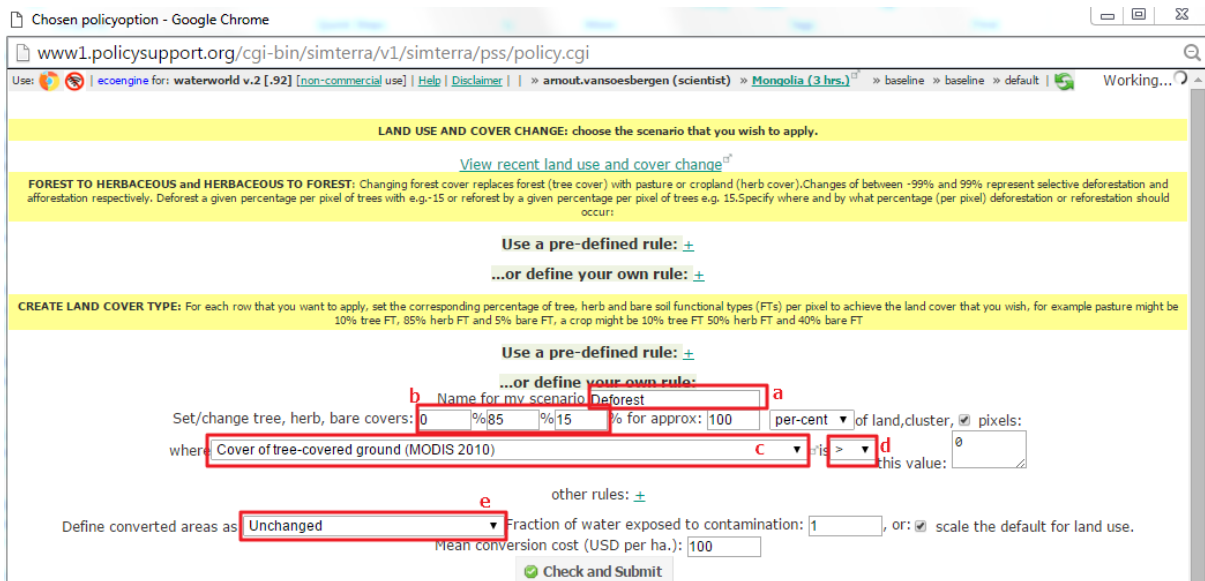 Chosen policyoption - Google Chrome
www1.policysupport.org/cgi-bin/simterra/v1/simterra/pss/policy.cgi
Use: | ecoengine for: waterworld v.2 [.92] [non-commercial use] | Help | Disclaimer | | » arnout.vansoesbergen (scientist) » Mongolia (3 hrs.) » baseline » baseline » default | Working...
LAND USE AND COVER CHANGE: choose the scenario that you wish to apply.
View recent land use and cover change
FOREST TO HERBACEOUS and HERBACEOUS TO FOREST: Changing forest cover replaces forest (tree cover) with pasture or cropland (herb cover).Changes of between -99% and 99% represent selective deforestation and
afforestation respectively. Deforest a given percentage per pixel of trees with e.g.-15 or reforest by a given percentage per pixel of trees e.g. 15.Specify where and by what percentage (per pixel) deforestation or reforestation should
occur:
Use a pre-defined rule: +
...or define your own rule: +
CREATE LAND COVER TYPE: For each row that you want to apply, set the corresponding percentage of tree, herb and bare soil functional types (FTs) per pixel to achieve the land cover that you wish, for example pasture might be
10% tree FT, 85% herb FT and 5% bare FT, a crop might be 10% tree FT 50% herb FT and 40% bare FT
Use a pre-defined rule: +
...or define your own rule:
Name for my scenario Deforest a
b
Set/change tree, herb, bare covers: 0 %85 %15 % for approx: 100 per-cent of land,cluster, pixels:
where Cover of tree-covered ground (MODIS 2010) c is > d this value: 0
other rules: +
e
Define converted areas as Unchanged Fraction of water exposed to contamination: 1 , or: scale the default for land use.
Mean conversion cost (USD per ha.): 100
Check and Submit